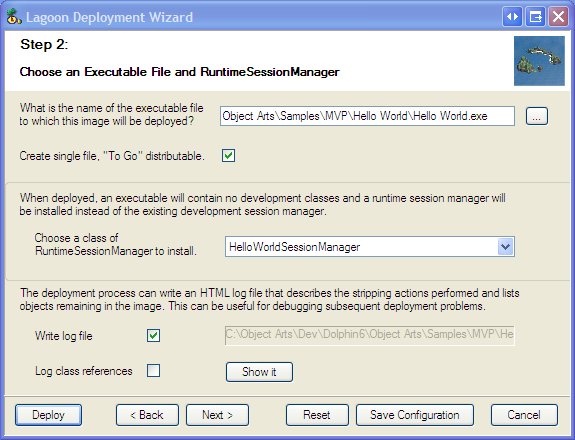 Lagoon Deployment Wizard
Step 2:
Choose an Executable File and RuntimeSessionManager
What is the name of the executable file
to which this image will be deployed?
Object Arts\Samples\MVP\Hello World\Hello World.exe
...
Create single file, "To Go" distributable.
When deployed, an executable will contain no development classes and a runtime session manager will
be installed instead of the existing development session manager.
Choose a class of
RuntimeSessionManager to install.
HelloWorldSessionManager
The deployment process can write an HTML log file that describes the stripping actions performed and lists
objects remaining in the image. This can be useful for debugging subsequent deployment problems.
Write log file
C:\Object Arts\Dev\Dolphin6\Object Arts\Samples\MVP\He
Log class references
Show it
Deploy
< Back
Next >
Reset
Save Configuration
Cancel